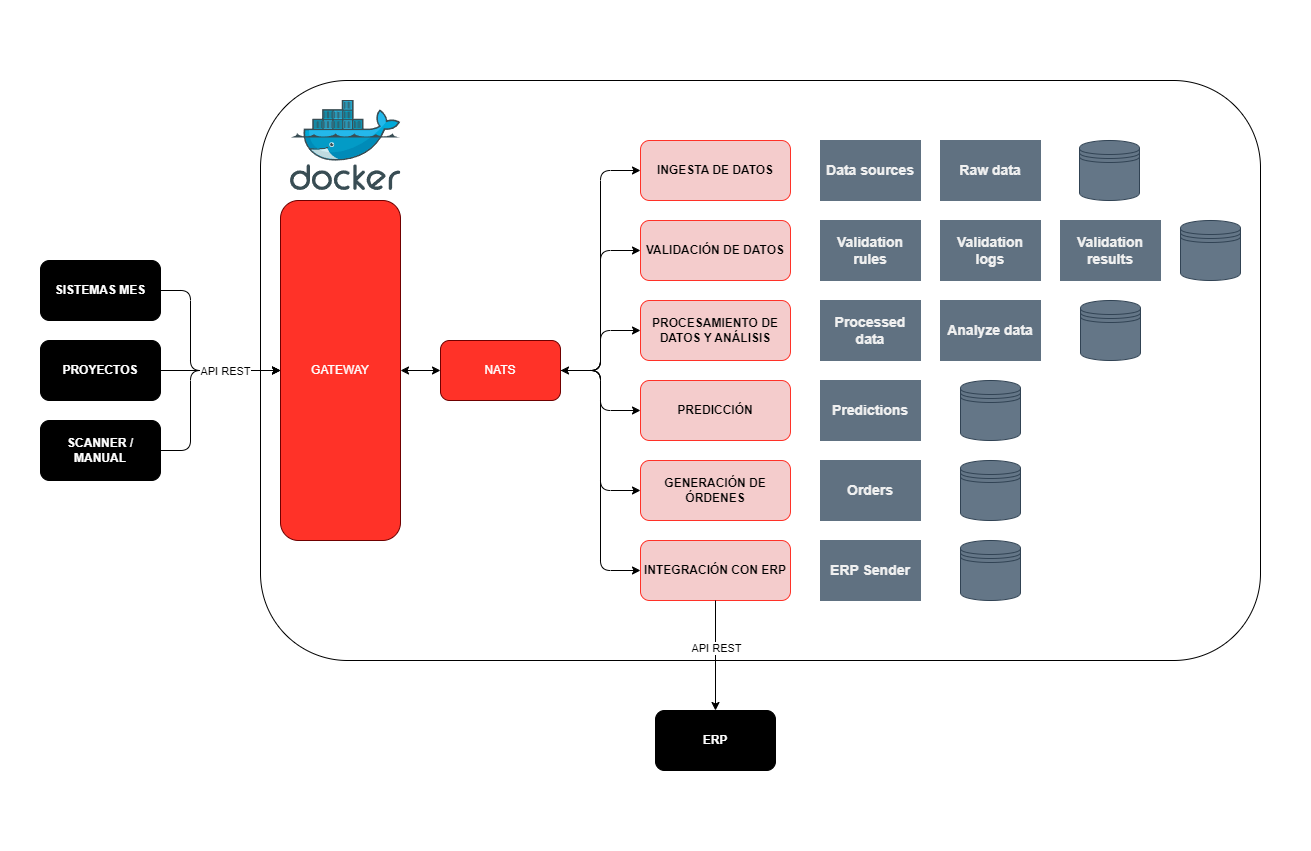 docker
INGESTA DE DATOS
Data sources
Raw data
VALIDACIÓN DE DATOS
Validation
rules
Validation
logs
Validation
results
SISTEMAS MES
PROCESAMIENTO DE
DATOS Y ANÁLISIS
Processed
data
Analyze data
PROYECTOS
API REST
GATEWAY
NATS
PREDICCIÓN
Predictions
SCANNER /
MANUAL
GENERACIÓN DE
ÓRDENES
Orders
INTEGRACIÓN CON ERP
ERP Sender
API REST
ERP